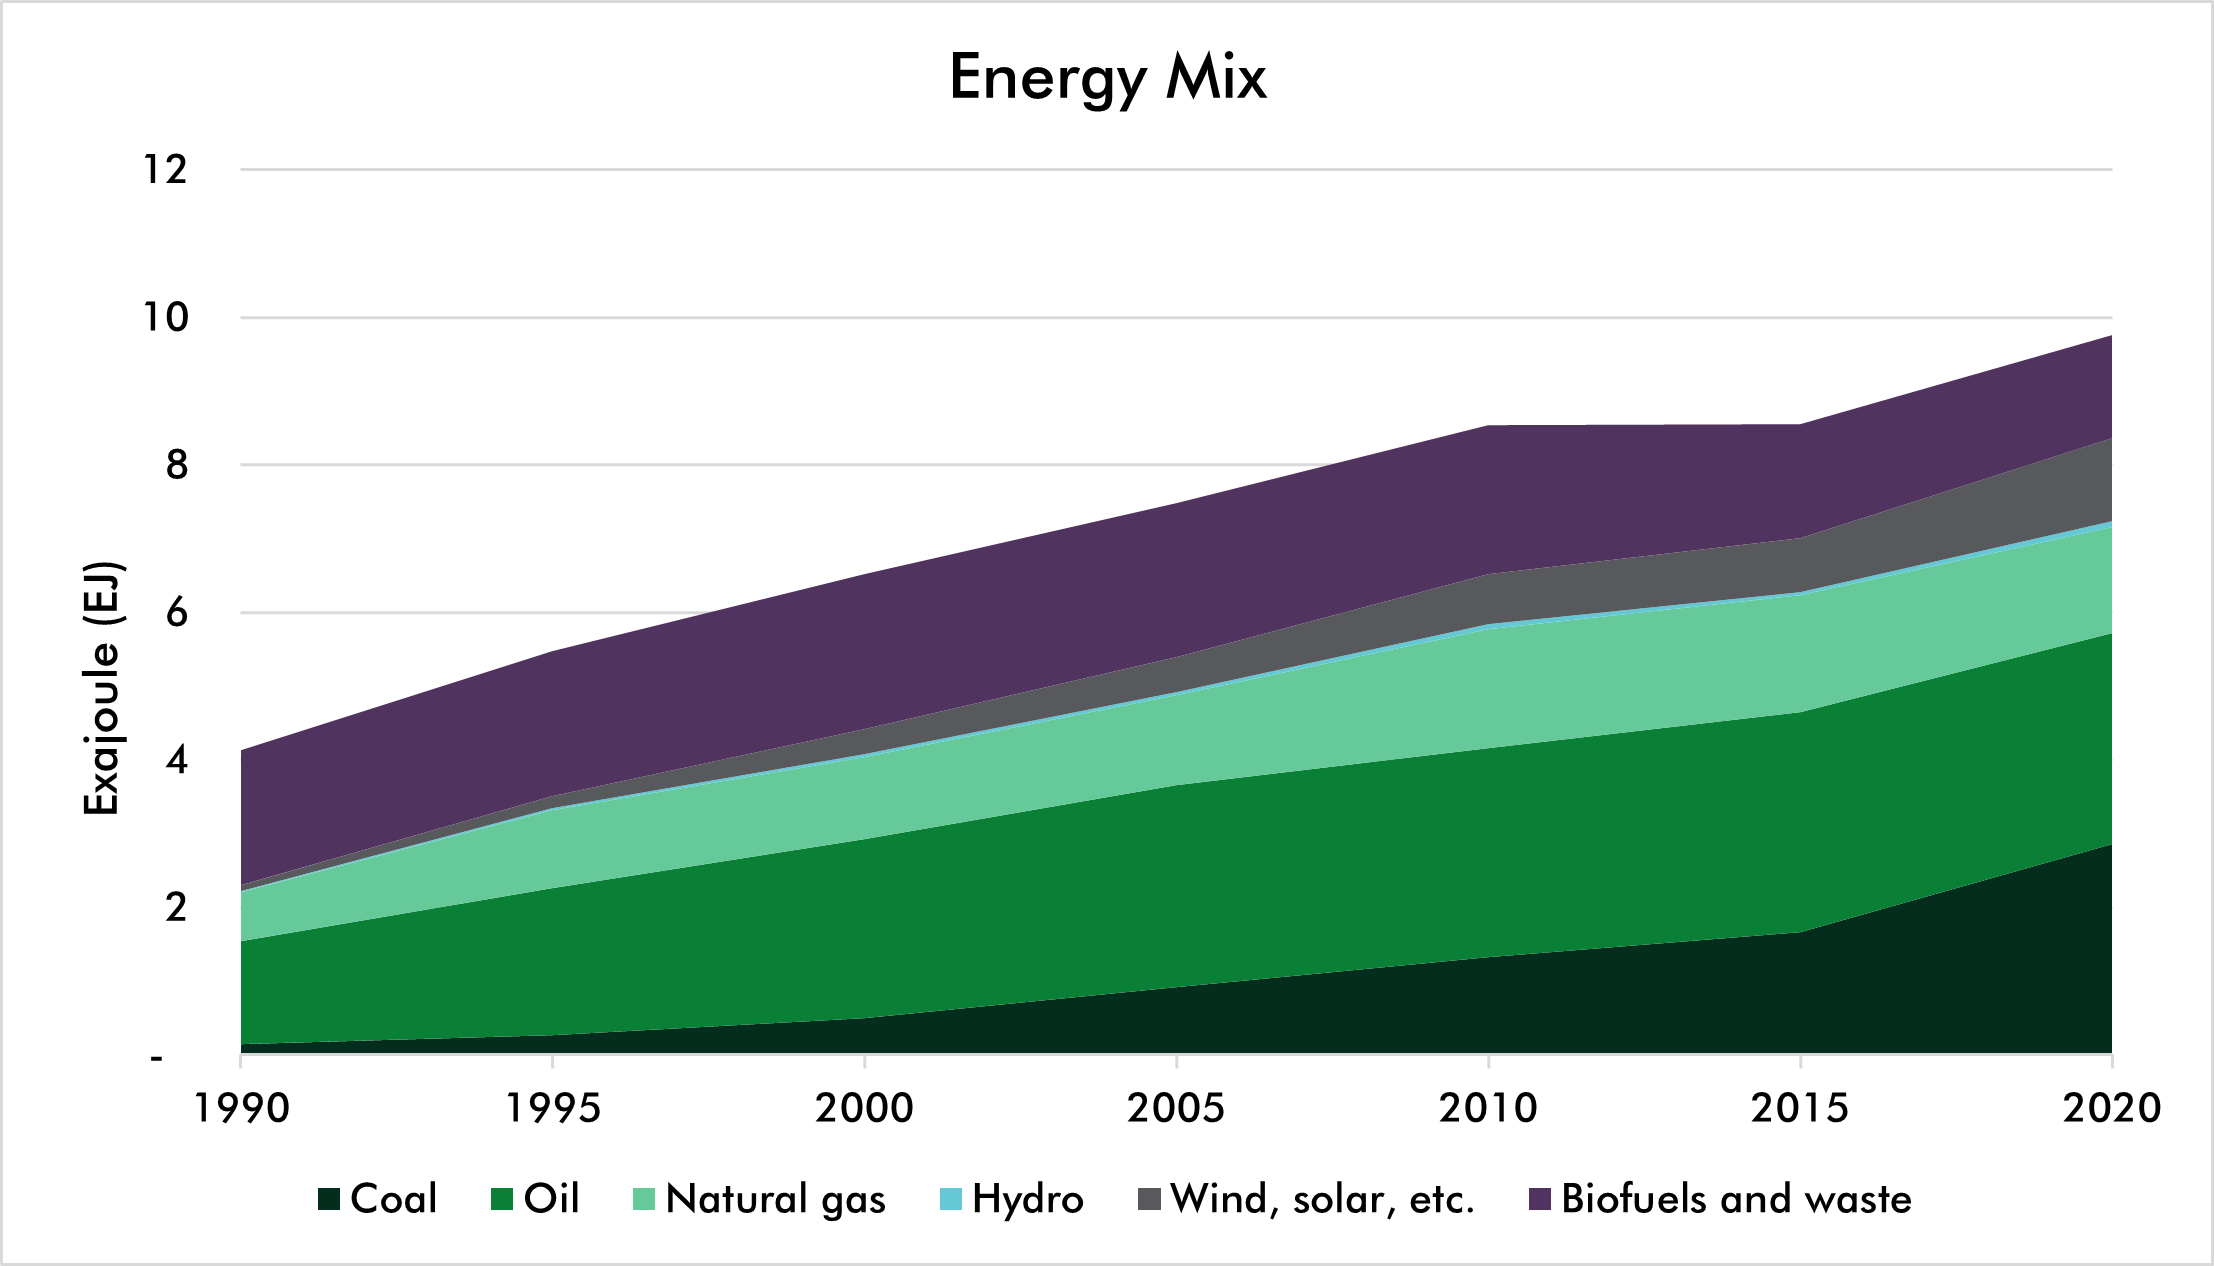 Energy Mix
12
10
8
6
4
2
-
Exajoule (EJ)
1990 1995 2000 2005 2010 2015 2020
Coal Oil Natural gas Hydro Wind, solar, etc. Biofuels and waste